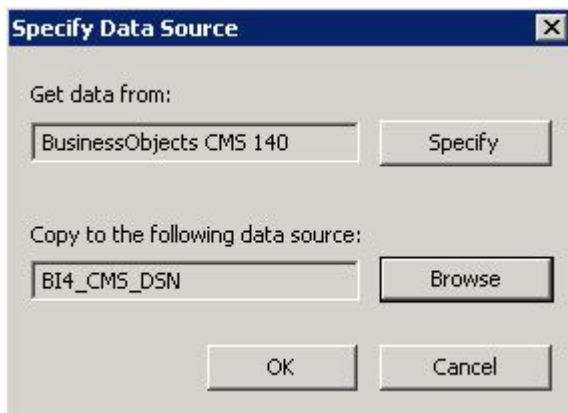 Specify Data Source
Get data from:
BusinessObjects CMS 140
Specify
Copy to the following data source:
BI4_CMS_DSN
Browse
OK
Cancel